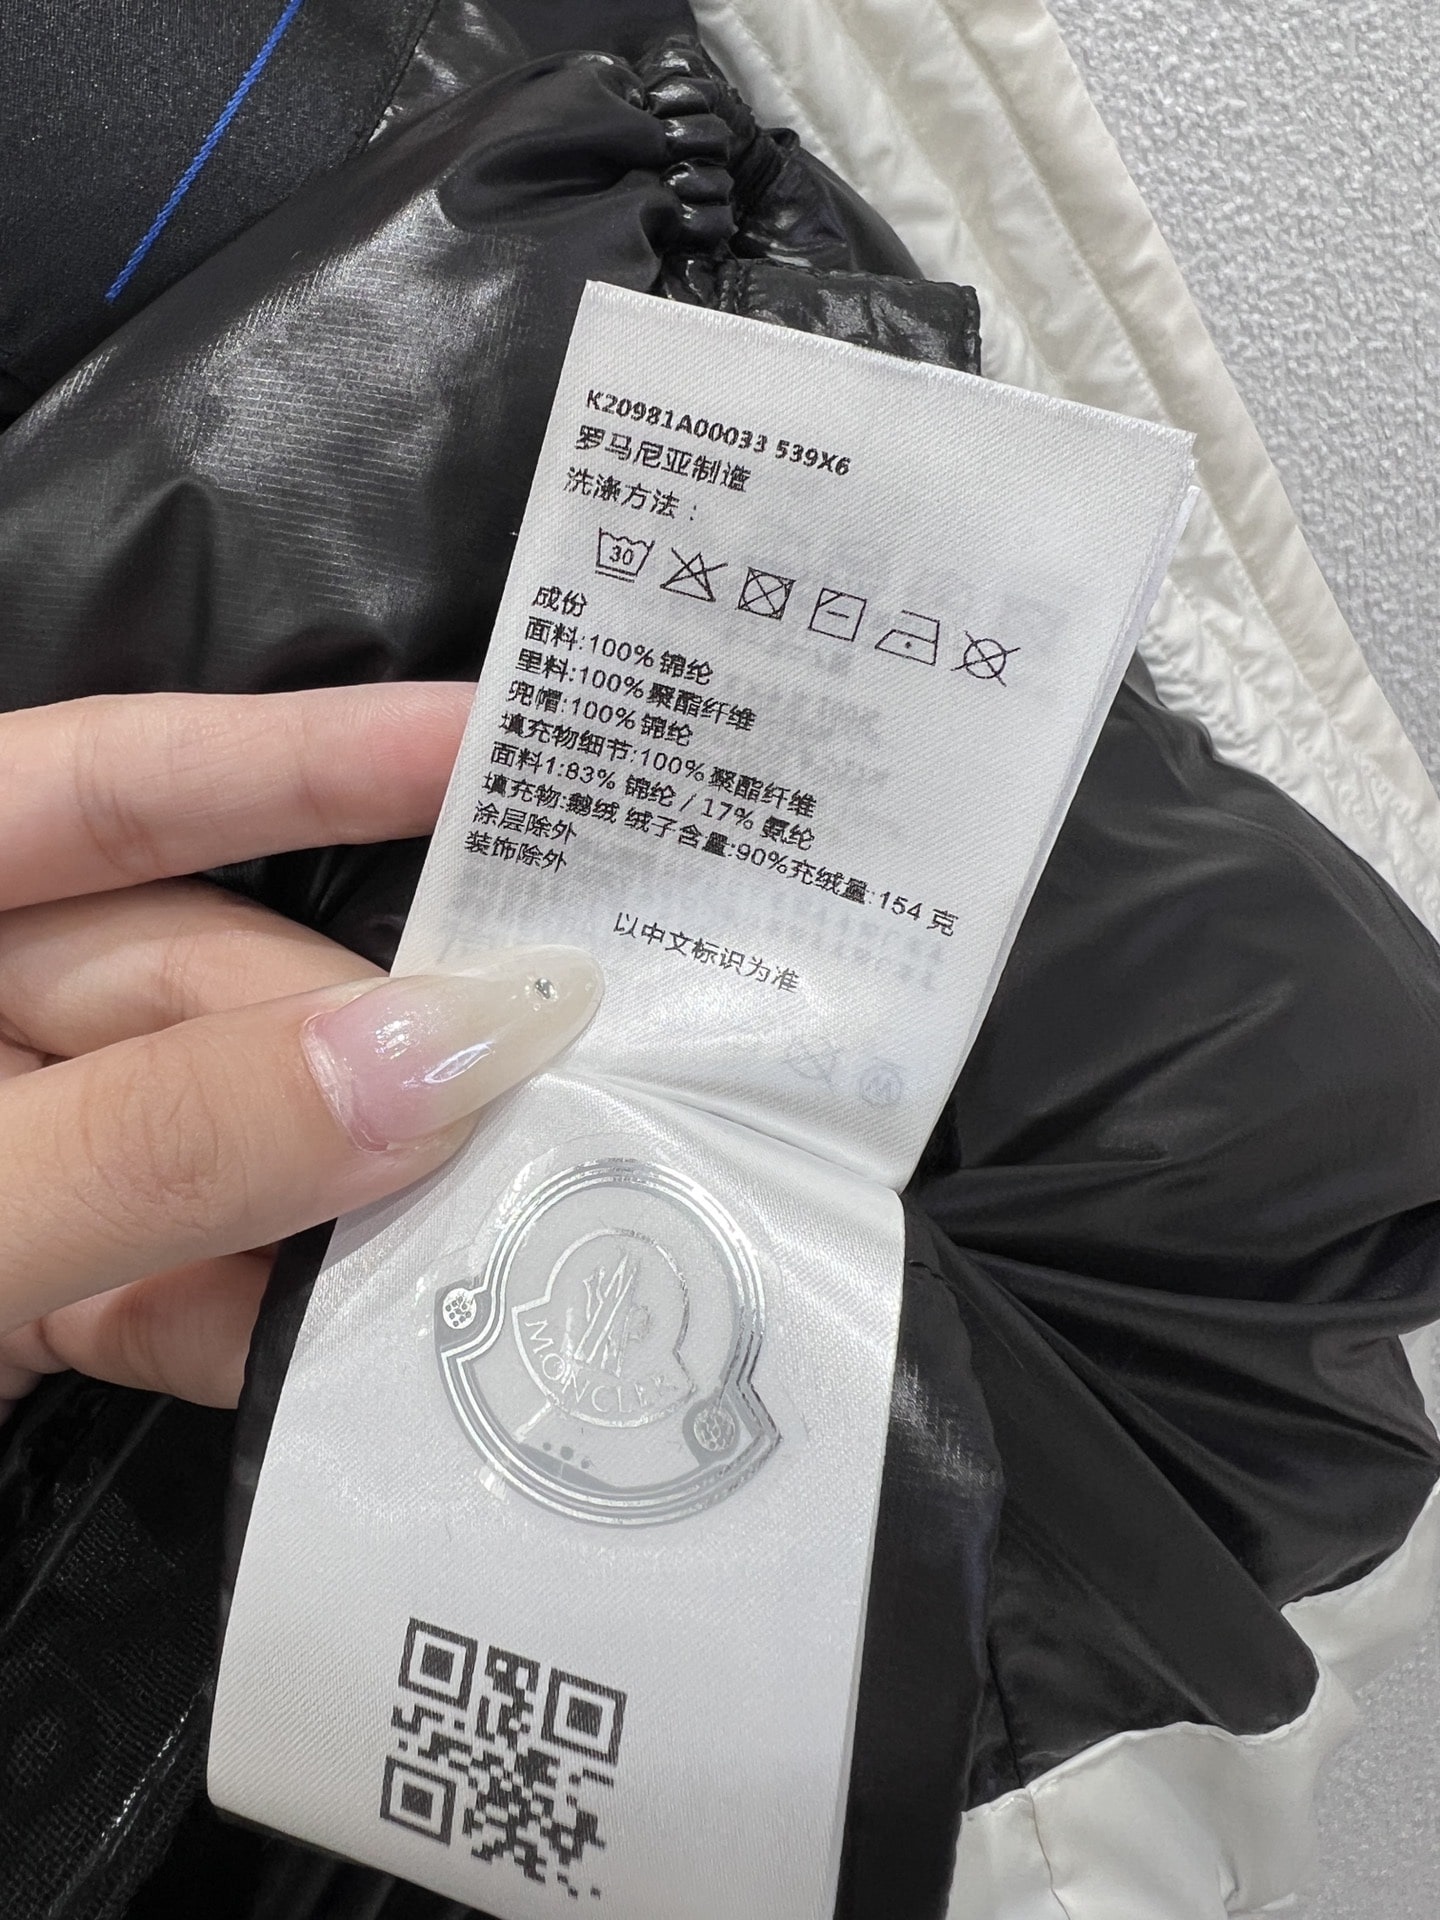 K20981A00033 539X6
罗马尼亚制造
洗涤方法：
30
成份
面料:100% 锦纶
里料:100% 聚酯纤维
兜帽:100% 锦纶
填充物细节:100% 聚酯纤维
面料1:83% 锦纶 / 17% 氨纶
填充物:鹅绒 绒子含量:90%充绒量:154 克
涂层除外
装饰除外
以中文标识为准
MONCLER